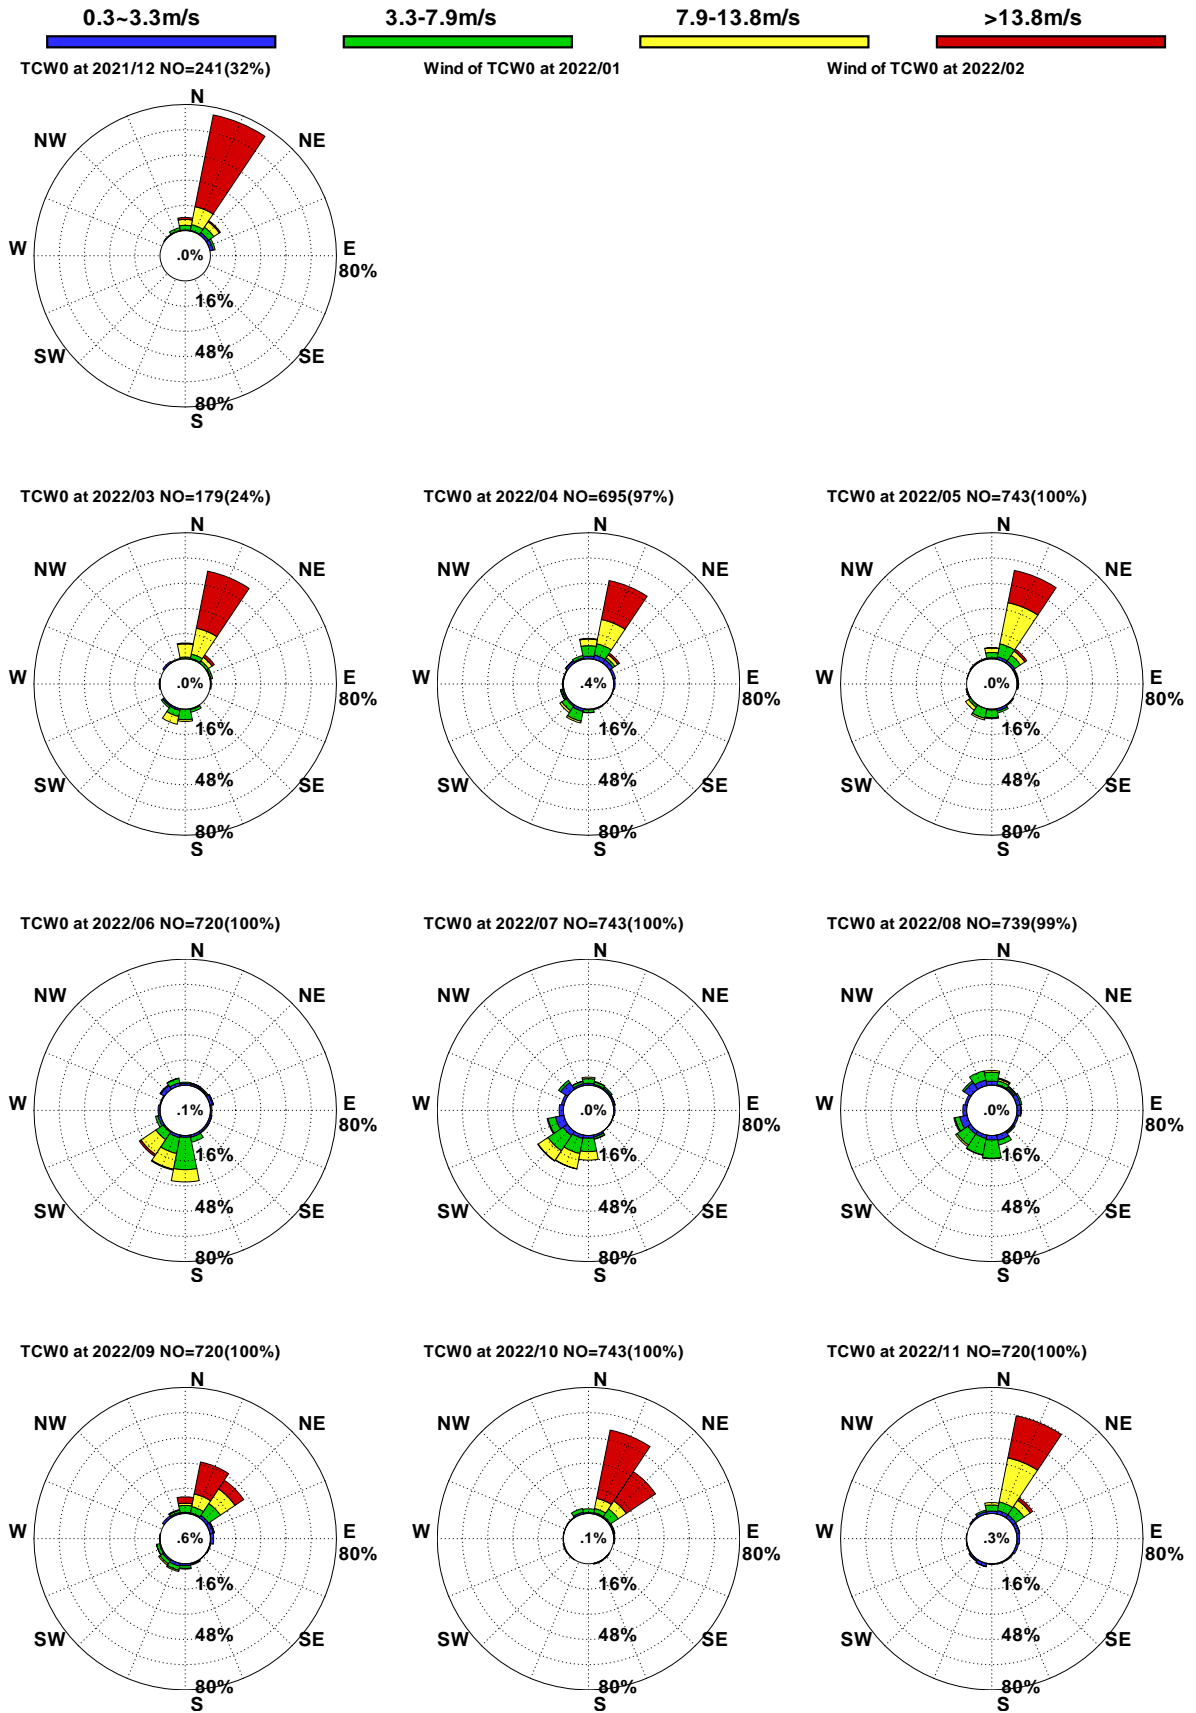 0.3~3.3m/s 3.3-7.9m/s 7.9-13.8m/s >13.8m/s
TCW0 at 2021/12 NO=241(32%) Wind of TCW0 at 2022/01 Wind of TCW0 at 2022/02
N
NW NE
W .0% E
80%
16%
SW 48% SE
80%
S
TCW0 at 2022/03 NO=179(24%) TCW0 at 2022/04 NO=695(97%) TCW0 at 2022/05 NO=743(100%)
N N N
NW NE NW NE NW NE
W .0% E W .4% E W .0% E
80% 80% 80%
16% 16% 16%
SW 48% SE SW 48% SE SW 48% SE
80% 80% 80%
S S S
TCW0 at 2022/06 NO=720(100%) TCW0 at 2022/07 NO=743(100%) TCW0 at 2022/08 NO=739(99%)
N N N
NW NE NW NE NW NE
W .1% E W .0% E W .0% E
80% 80% 80%
16% 16% 16%
SW 48% SE SW 48% SE SW 48% SE
80% 80% 80%
S S S
TCW0 at 2022/09 NO=720(100%) TCW0 at 2022/10 NO=743(100%) TCW0 at 2022/11 NO=720(100%)
N N N
NW NE NW NE NW NE
W .6% E W .1% E W .3% E
80% 80% 80%
16% 16% 16%
SW 48% SE SW 48% SE SW 48% SE
80% 80% 80%
S S S